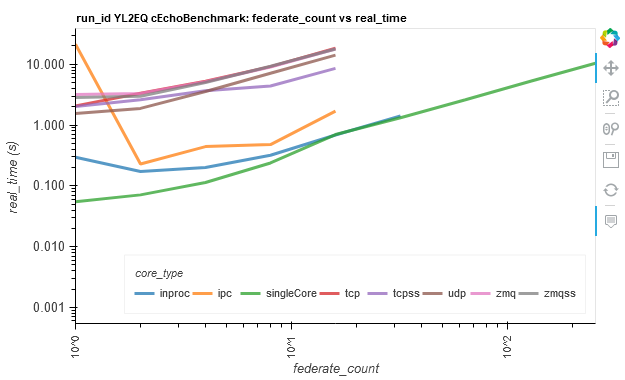 run_id YL2EQ cEchoBenchmark: federate_count vs real_time
10.000
1.000
0.100
0.010
0.001
real_time (s)
core_type
inproc ipc singleCore tcp tcpss udp zmq zmqss
10^0 10^1 10^2
federate_count